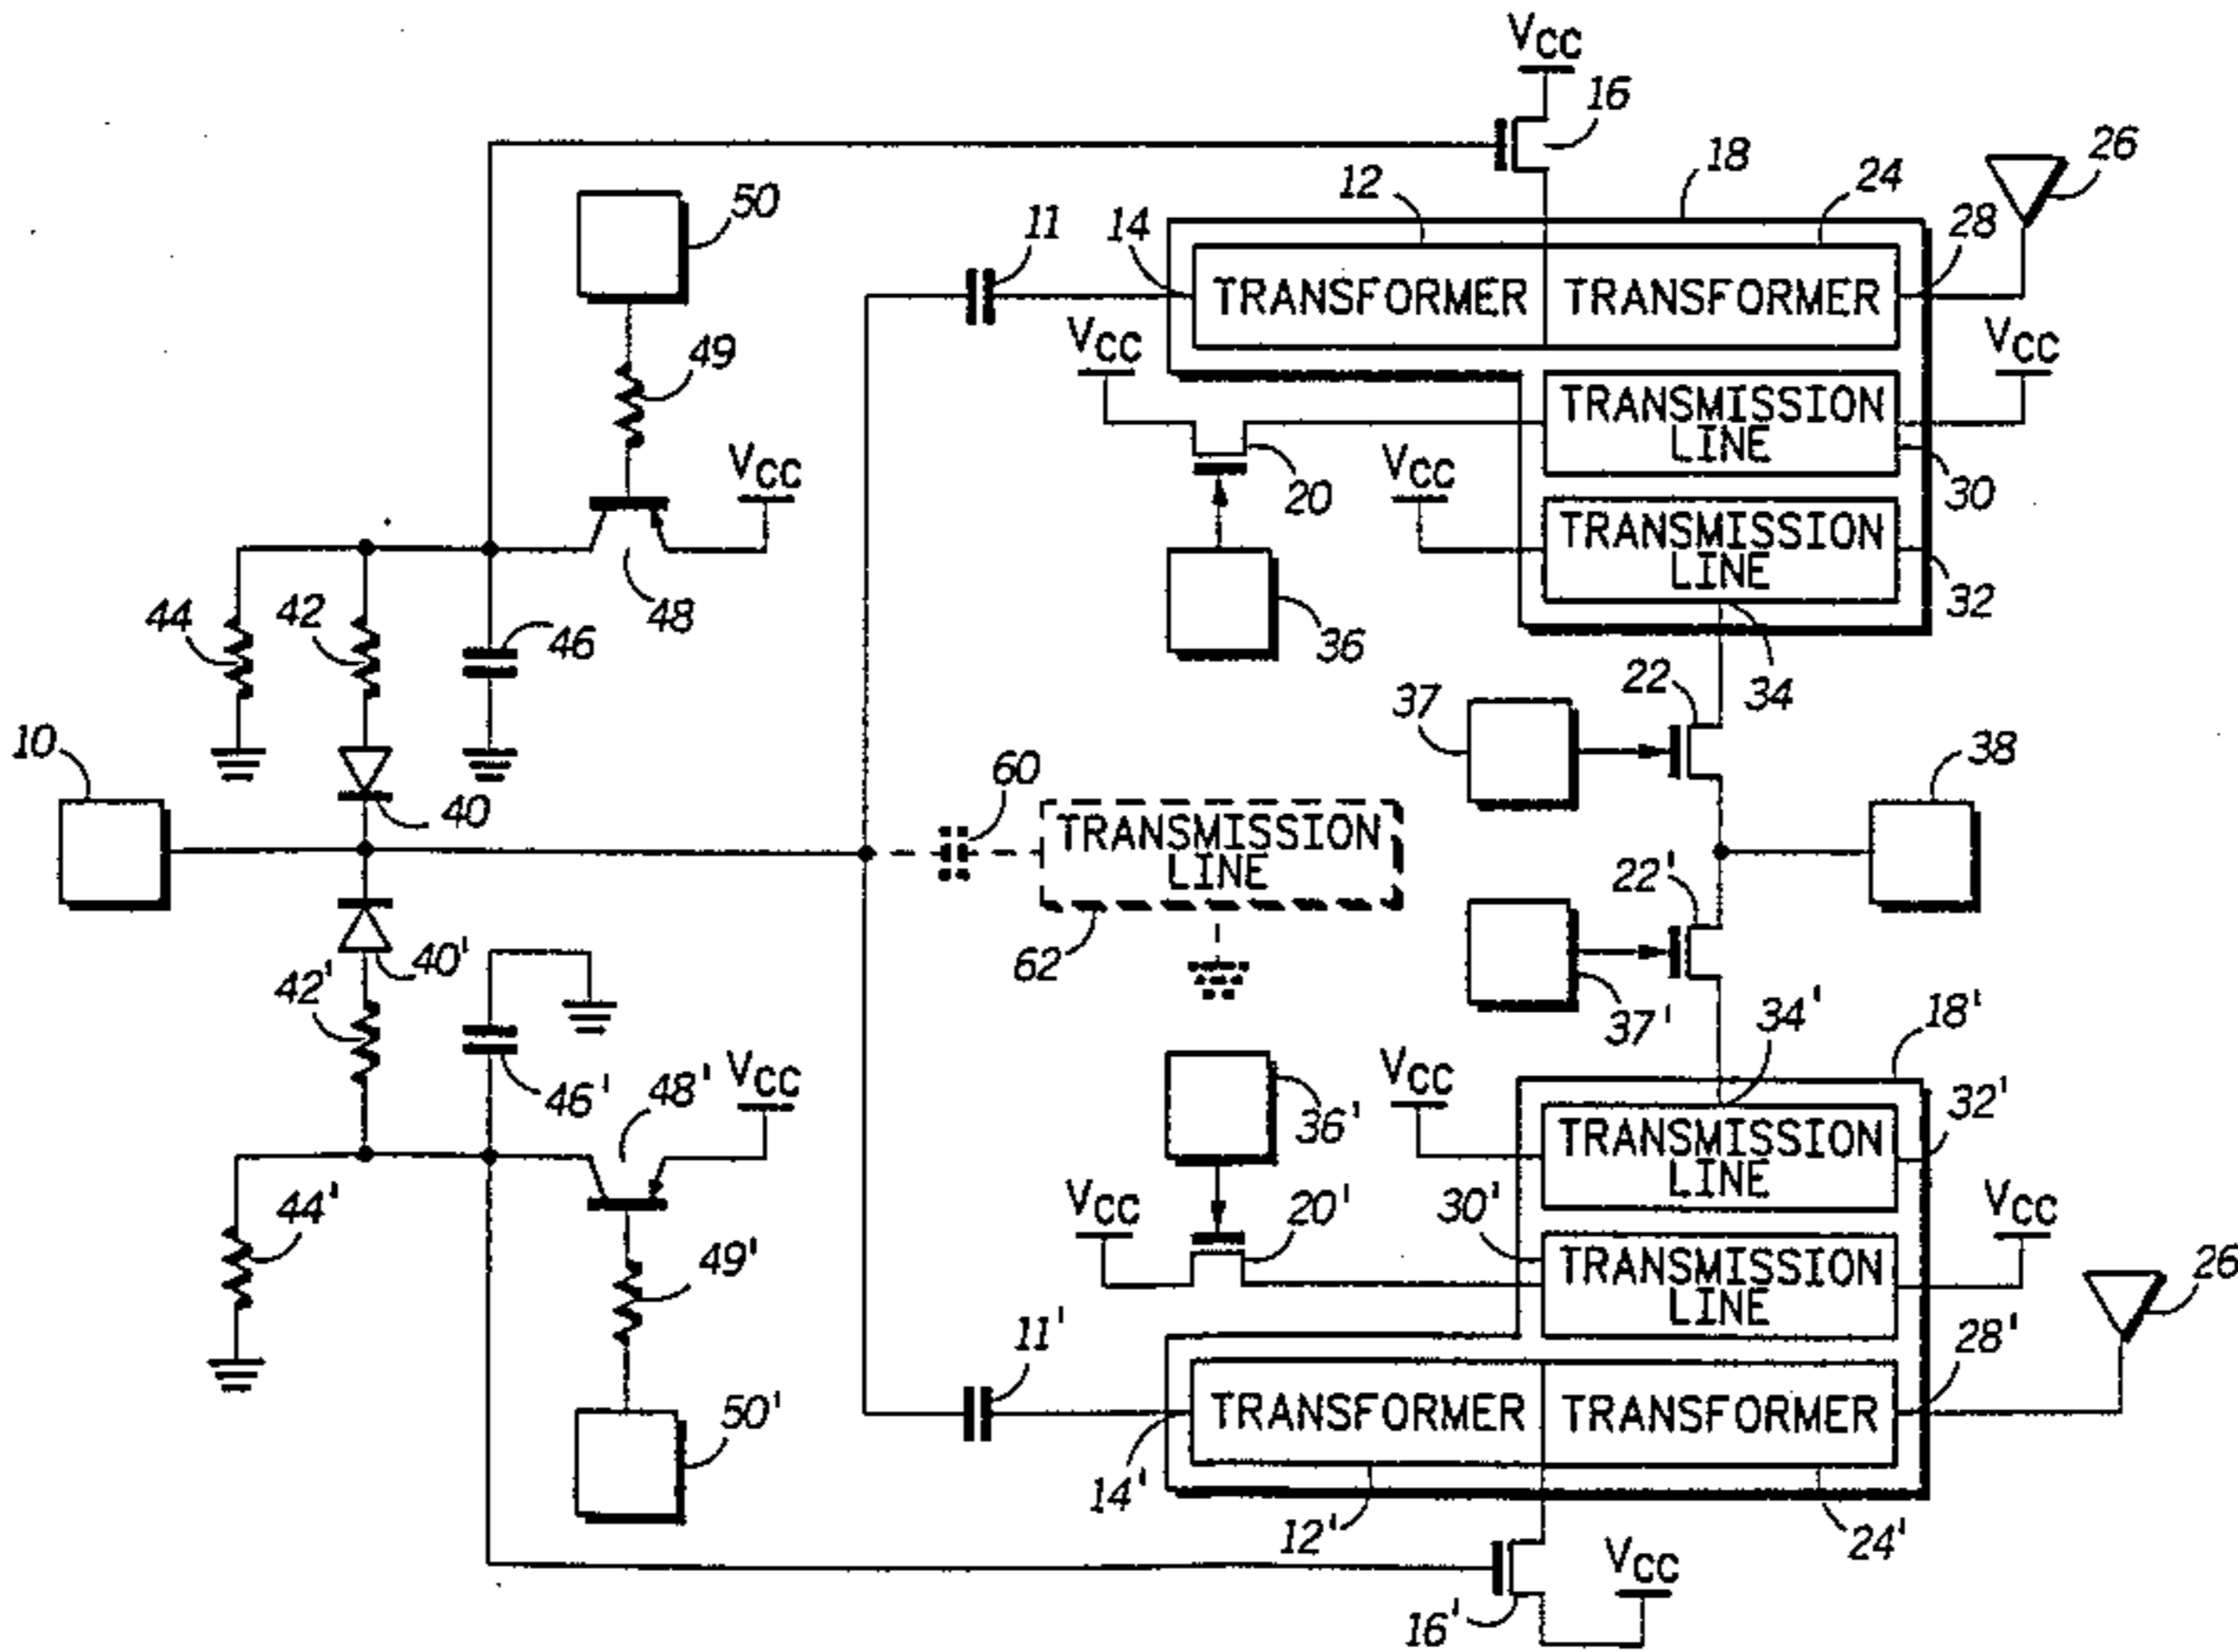 VCC
16
18
26
12
24
50
11
14
28
TRANSFORMER
TRANSFORMER
VCC
VCC
49
TRANSMISSION
LINE
VCC
VCC
20
30
TRANSMISSION
LINE
44
42
46
48
36
32
34
22
37
10
60
38
40
TRANSMISSION
LINE
22'
62
40'
42'
37'
34'
18'
46'
48'
VCC
VCC
36'
32'
TRANSMISSION
LINE
44'
VCC
20'
30'
VCC
49'
TRANSMISSION
LINE
26
11'
28'
50'
TRANSFORMER
TRANSFORMER
14'
12'
24'
VCC
16'